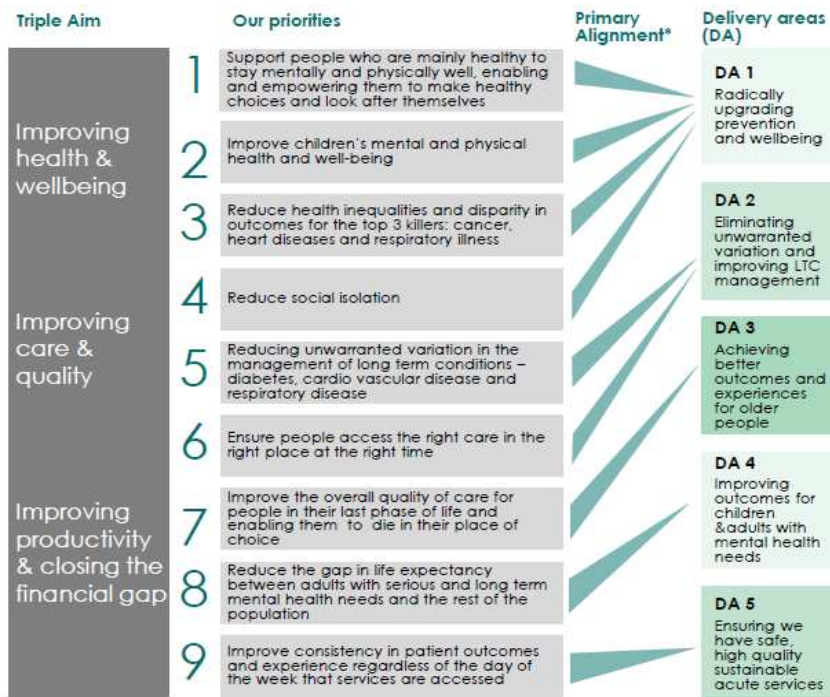 Triple Aim
Our priorities
Primary
Alignment*
Delivery areas
(DA)
Improving
health &
wellbeing
Improving
care &
quality
Improving
productivity
& closing the
financial gap
1
Support people who are mainly healthy to
stay mentally and physically well, enabling
and empowering them to make healthy
choices and look after themselves
2
Improve children's mental and physical
health and well-being
3
Reduce health inequalities and disparity in
outcomes for the top 3 killers: cancer,
heart diseases and respiratory illness
4
Reduce social isolation
5
Reducing unwarranted variation in the
management of long term conditions –
diabetes, cardio vascular disease and
respiratory disease
6
Ensure people access the right care in the
right place at the right time
7
Improve the overall quality of care for
people in their last phase of life and
enabling them to die in their place of
choice
8
Reduce the gap in life expectancy
between adults with serious and long term
mental health needs and the rest of the
population
9
Improve consistency in patient outcomes
and experience regardless of the day of
the week that services are accessed
DA 1
Radically
upgrading
prevention
and wellbeing
DA 2
Eliminating
unwarranted
variation and
improving LTC
management
DA 3
Achieving
better
outcomes and
experiences
for older
people
DA 4
Improving
outcomes for
children
&adults with
mental health
needs
DA 5
Ensuring we
have safe,
high quality
sustainable
acute services